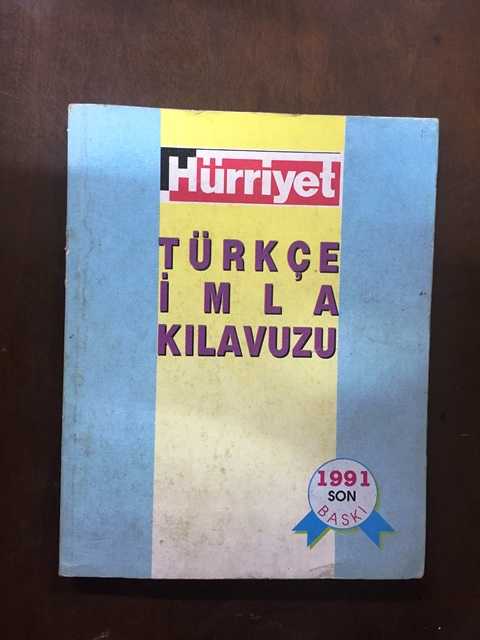 Hürriyet
TÜRKÇE
İMLA
KILAVUZU
1991
SON
BASKI